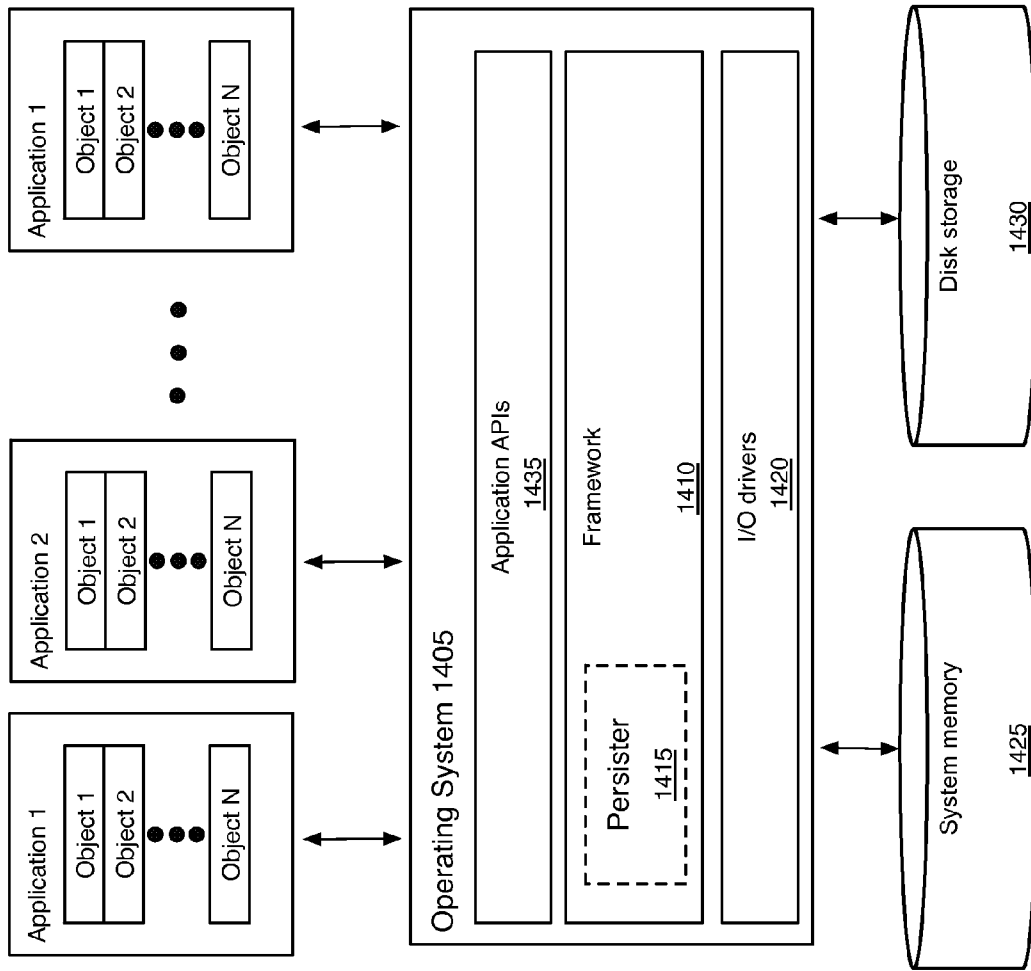 Application 1
Object 1
Object 2
Object N
Application 2
Object 1
Object 2
Object N
Application 1
Object 1
Object 2
Object N
Operating System 1405
Application APIs
1435
Framework
1410
Persister
1415
I/O drivers
1420
System memory
1425
Disk storage
1430